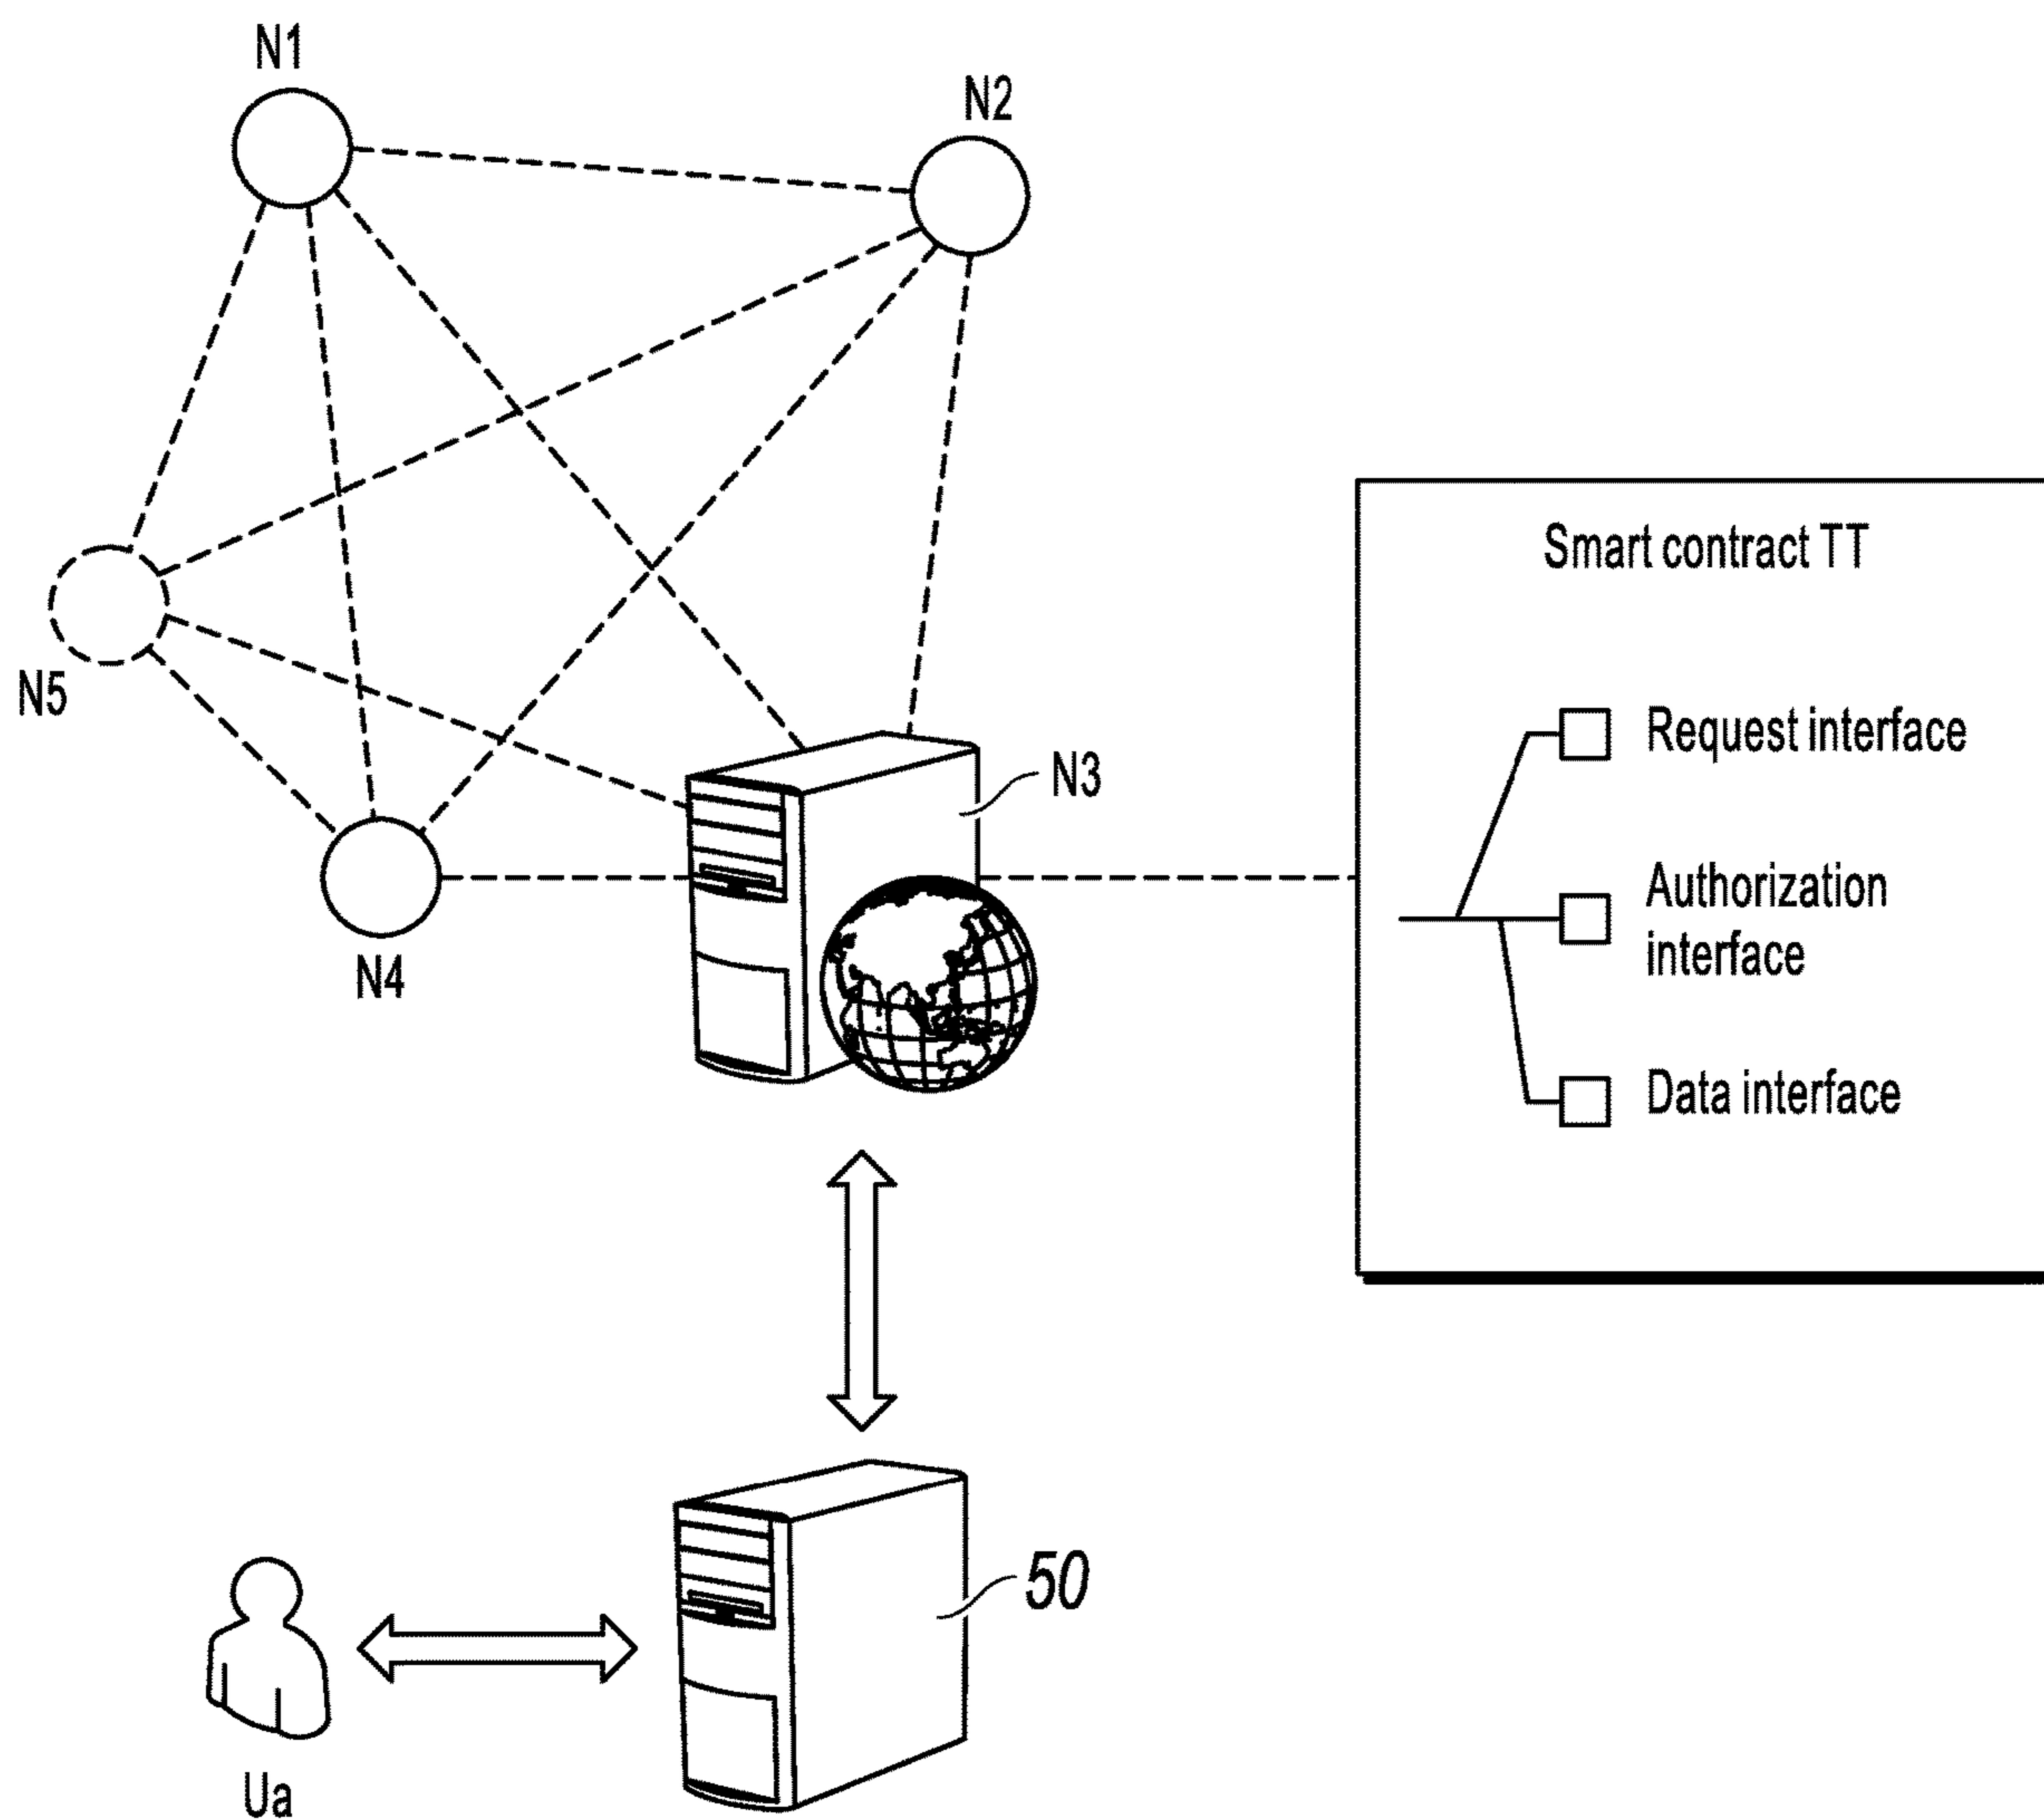 N1
N2
Smart contract TT
N5
Request interface
N3
Authorization
interface
N4
Data interface
50
Ua